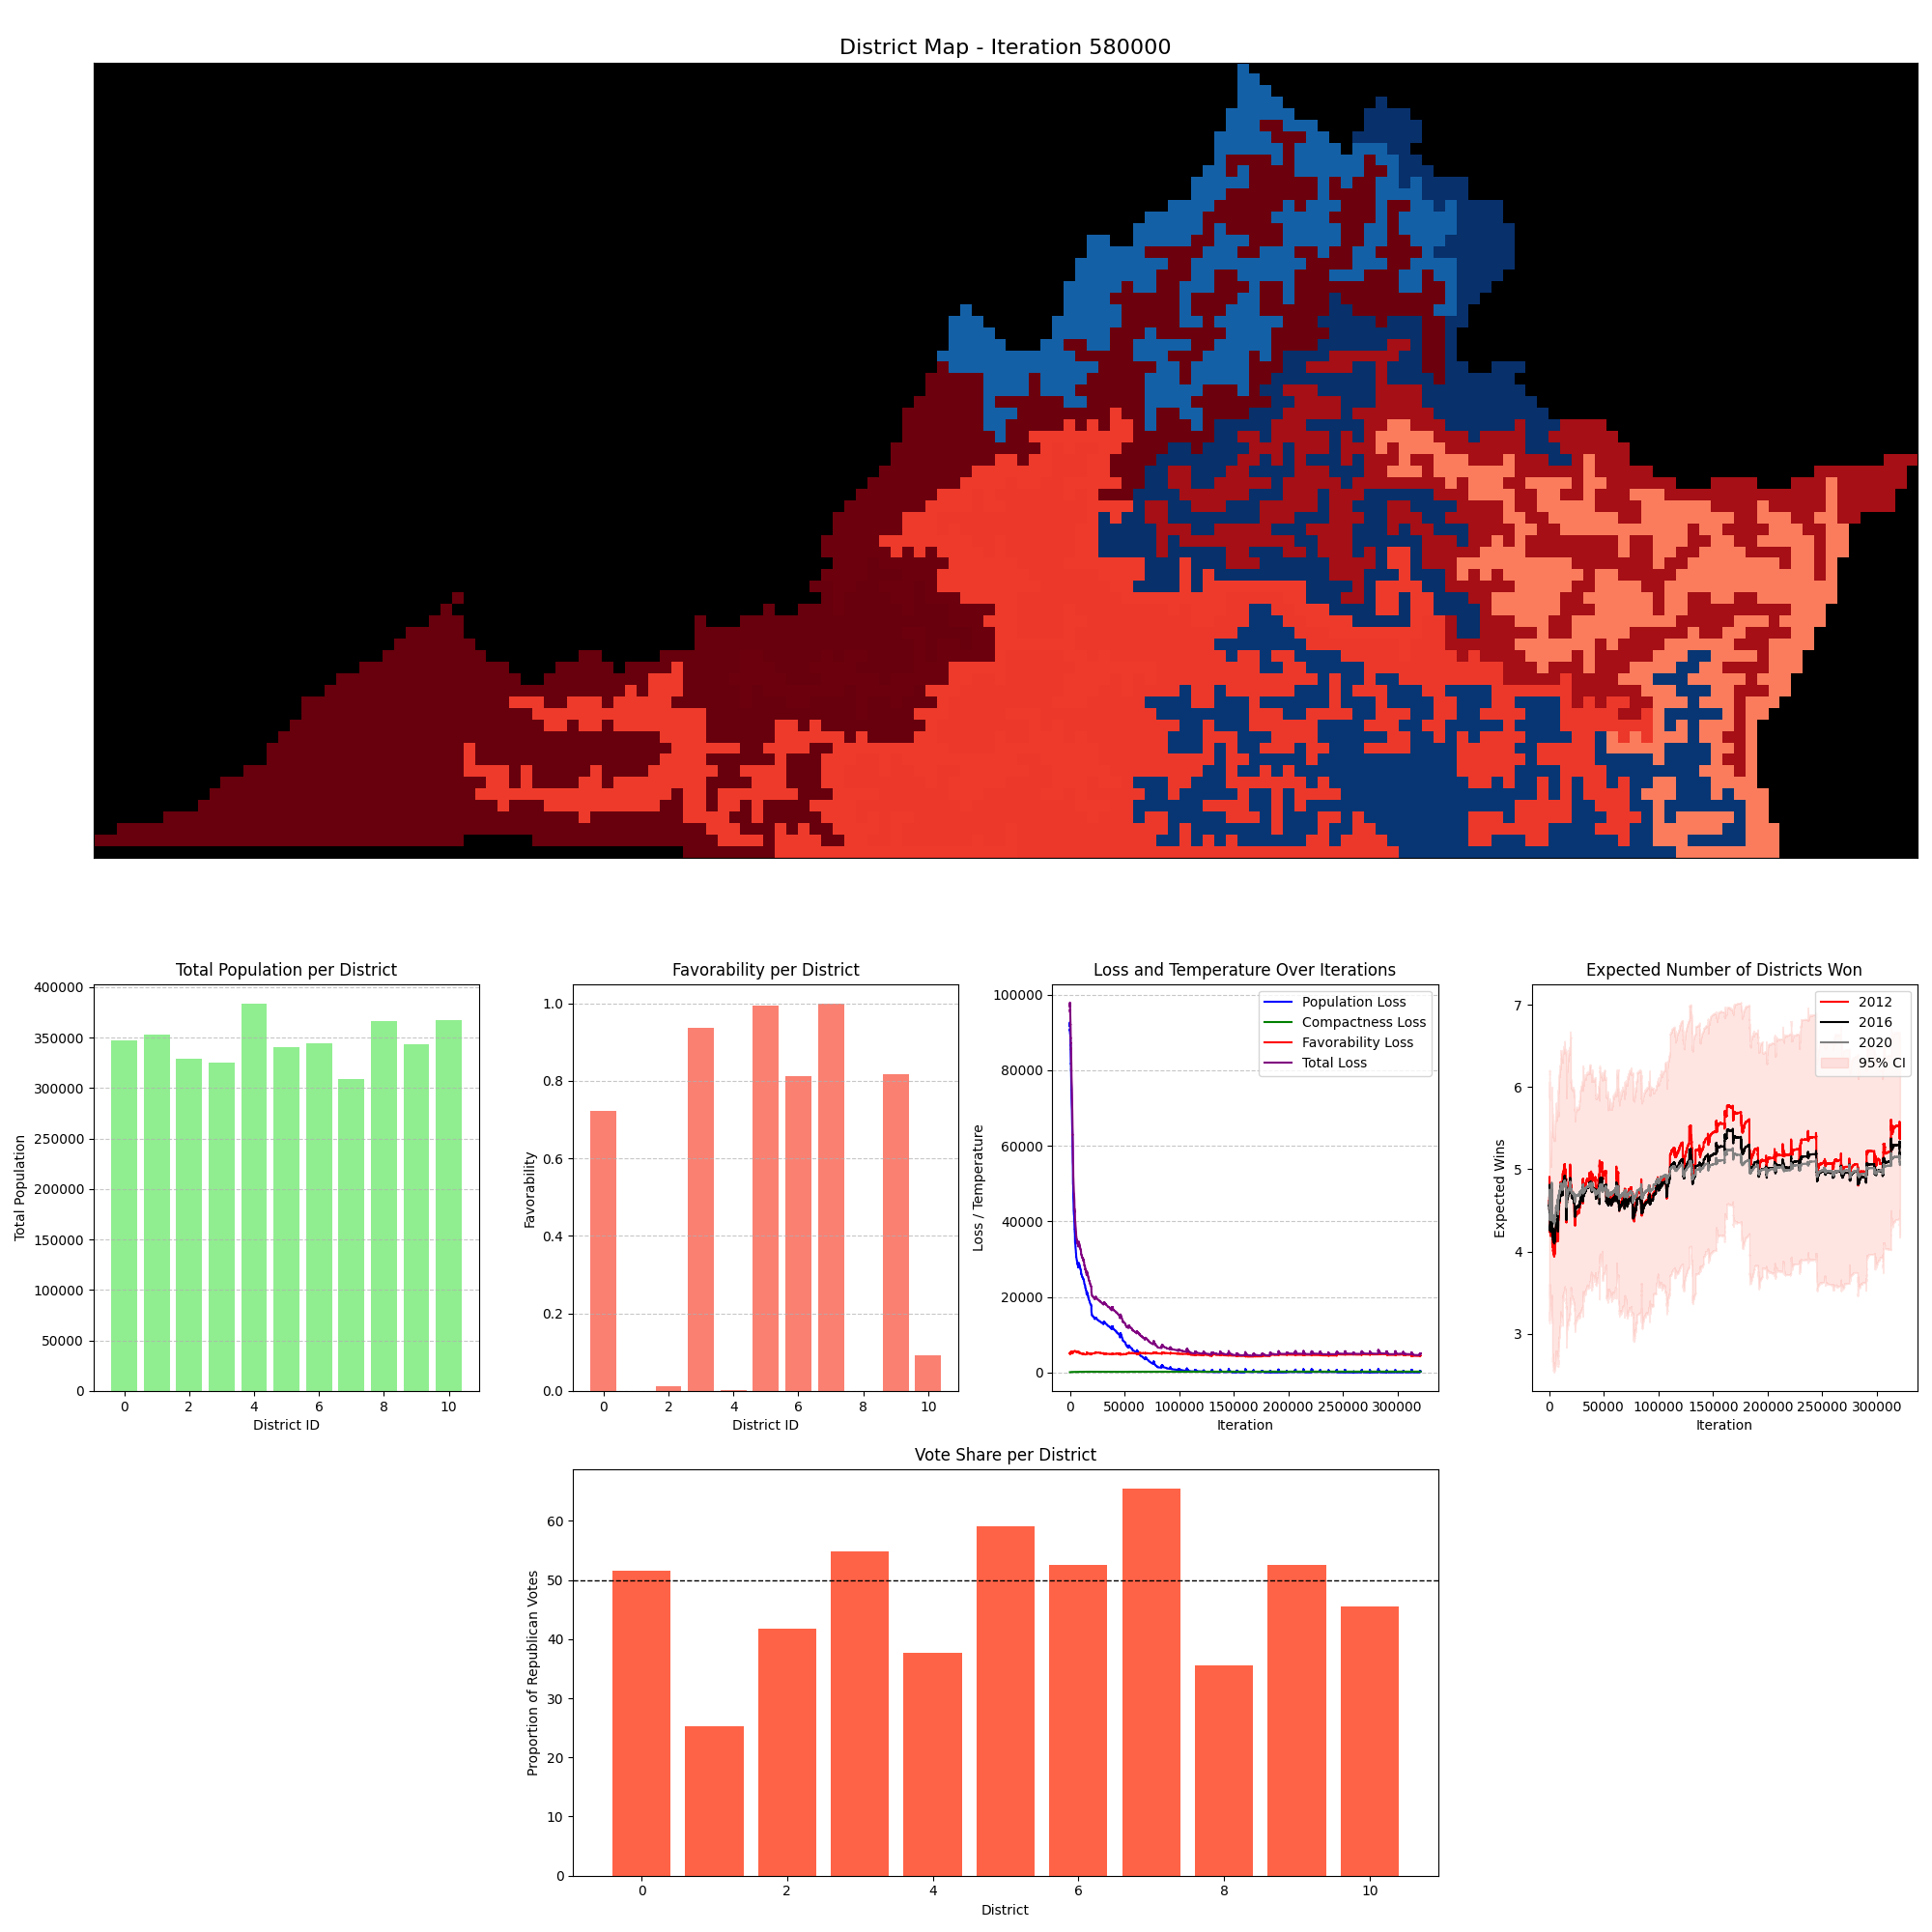 District Map - Iteration 580000
Total Population per District
Total Population
400000
350000
300000
250000
200000
150000
100000
50000
0
0 2 4 6 8 10
District ID
Favorability per District
Favorability
1.0
0.8
0.6
0.4
0.2
0.0
0 2 4 6 8 10
District ID
Loss and Temperature Over Iterations
Loss / Temperature
100000
80000
60000
40000
20000
0
Population Loss
Compactness Loss
Favorability Loss
Total Loss
0 50000 100000 150000 200000 250000 300000
Iteration
Expected Number of Districts Won
Expected Wins
7
6
5
4
3
2012
2016
2020
95% CI
0 50000 100000 150000 200000 250000 300000
Iteration
Vote Share per District
Proportion of Republican Votes
60
50
40
30
20
10
0
0 2 4 6 8 10
District